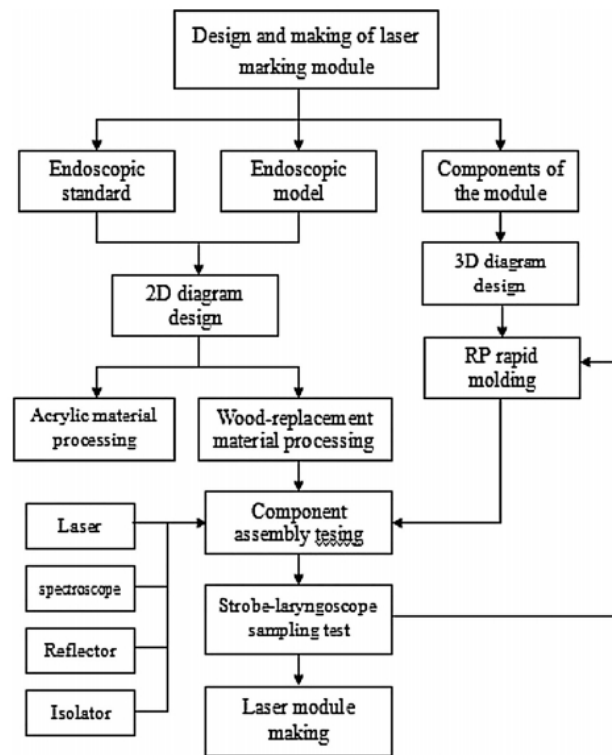 Design and making of laser
marking module
Endoscopic
standard
Endoscopic
model
Components of
the module
2D diagram
design
3D diagram
design
RP rapid
molding
Acrylic material
processing
Wood-replacement
material processing
Laser
spectroscope
Reflector
Isolator
Component
assembly tesing
Strobe-laryngoscope
sampling test
Laser module
making